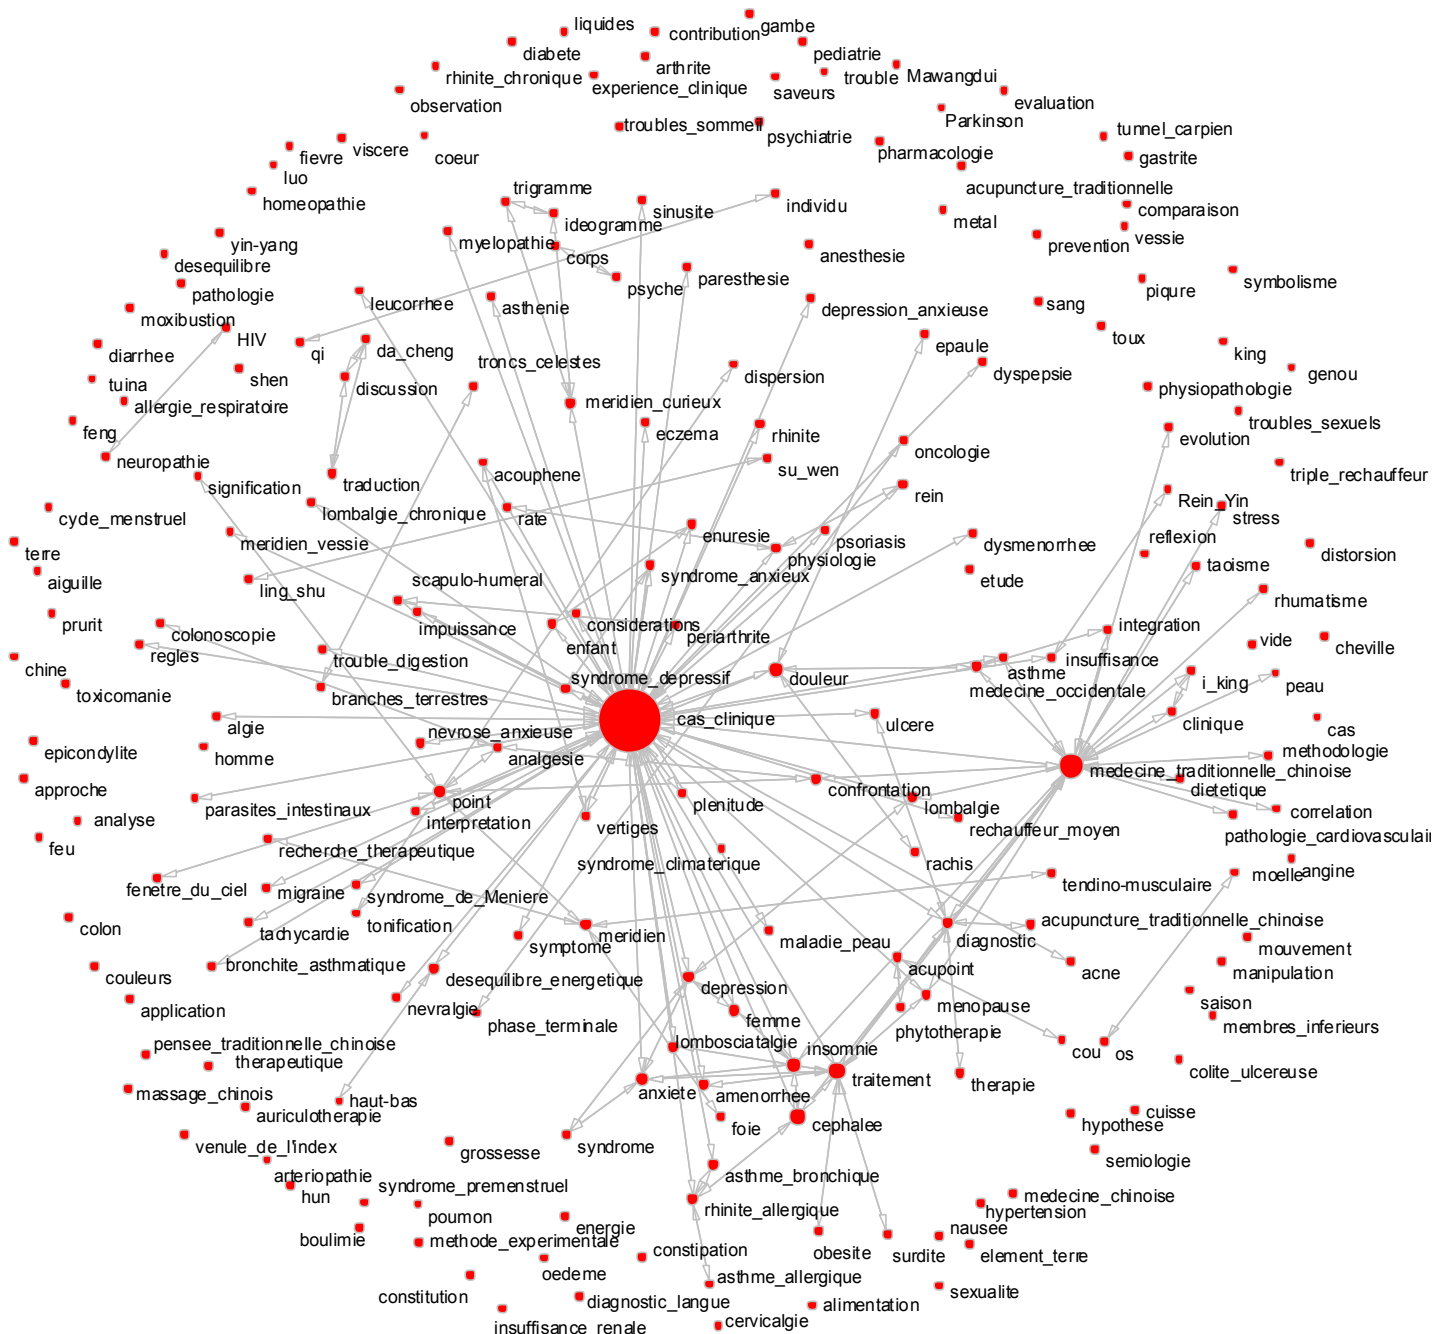 liquides
gambe
contribution
diabete
pediatrie
arthrite
rhinite_chronique
experience_clinique
trouble
Mawangdui
saveurs
observation
evaluation
Parkinson
troubles_sommeil
psychiatrie
tunnel_carpien
pharmacologie
viscere
coeur
fievre
gastrite
luo
homeopathie
trigramme
acupuncture_traditionnelle
individu
sinusite
ideogramme
metal
comparaison
yin-yang
myelopathie
corps
prevention
vessie
desequilibre
anesthesie
pathologie
leucorrhee
asthenie
psyche
paresthesie
piqure
symbolisme
moxibustion
depression_anxieuse
sang
HIV
qi
da_cheng
epaule
toux
diarrhee
troncs_celestes
king
shen
discussion
dispersion
dyspepsie
genou
tuina
physiopathologie
allergie_respiratoire
meridien_curieux
troubles_sexuels
feng
eczema
rhinite
evolution
neuropathie
acouphene
su_wen
oncologie
triple_rechauffeur
signification
traduction
rein
Rein_Yin
lombalgie_chronique
rate
stress
cycle_menstruel
meridien_vessie
enuresie
psoriasis
dysmenorrhee
reflexion
terre
physiologie
distorsion
aiguille
ling_shu
scapulo-humeral
syndrome_anxieux
etude
taoisme
rhumatisme
prurit
impuissance
considerations
colonoscopie
periarthrite
integration
regles
enfant
vide
cheville
chine
trouble_digestion
insuffisance
toxicomanie
branches_terrestres
syndrome_depressif
douleur
asthme
medecine_occidentale
i_king
peau
algie
cas_clinique
ulcere
clinique
cas
epicondylite
homme
nevrose_anxieuse
analgesie
methodologie
medecine_traditionnelle_chinoise
approche
parasites_intestinaux
point
confrontation
dietetique
plenitude
lombalgie
correlation
analyse
interpretation
vertiges
rechauffeur_moyen
pathologie_cardiovasculair
feu
recherche_therapeutique
syndrome_climaterique
rachis
angine
moelle
fenetre_du_ciel
migraine
syndrome_de_Meniere
tendino-musculaire
colon
tachycardie
tonification
meridien
acupuncture_traditionnelle_chinoise
symptome
maladie_peau
diagnostic
mouvement
bronchite_asthmatique
acupoint
couleurs
desequilibre_energetique
acne
manipulation
depression
application
nevralgie
menopause
saison
phase_terminale
femme
phytotherapie
membres_inferieurs
pensee_traditionnelle_chinoise
lombosciatalgie
insomnie
cou
os
therapeutique
traitement
colite_ulcereuse
massage_chinois
anxiete
amenorrhee
therapie
haut-bas
auriculotherapie
foie
cephalee
hypothese
cuisse
venule_de_l'index
grossesse
syndrome
semiologie
arteriopathie
asthme_bronchique
hun
syndrome_premenstruel
medecine_chinoise
rhinite_allergique
poumon
hypertension
energie
boulimie
methode_experimentale
nausee
constipation
obesite
surdite
element_terre
oedeme
asthme_allergique
constitution
sexualite
diagnostic_langue
alimentation
insuffisance_renale
cervicalgie